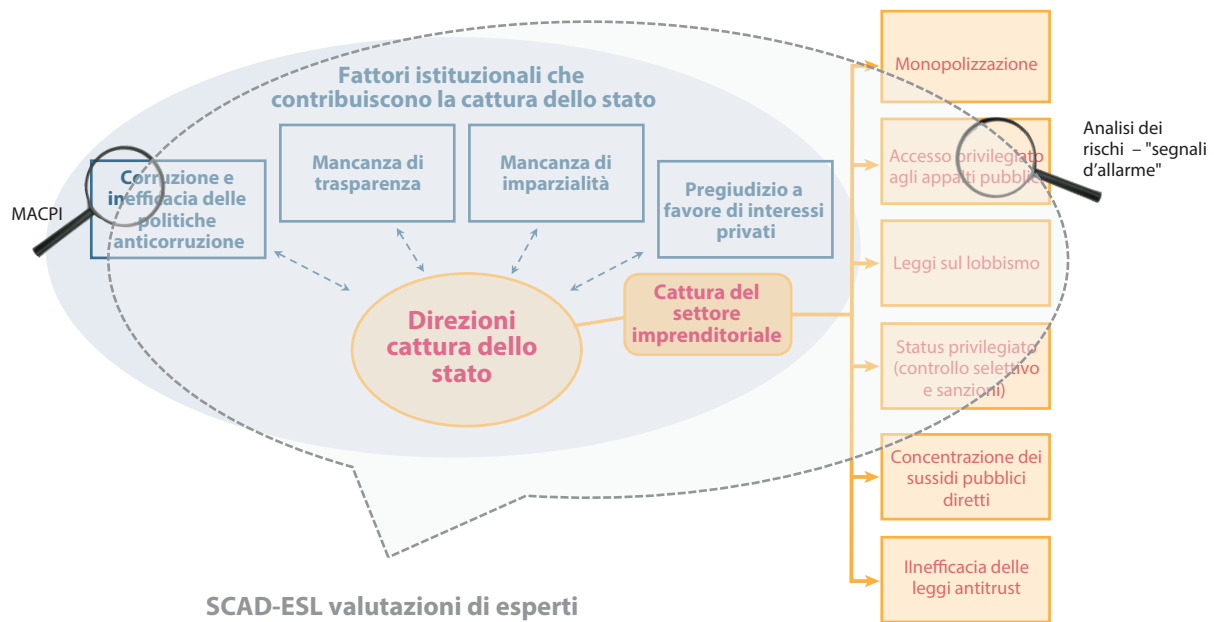 Fattori istituzionali che
contribuiscono la cattura dello stato
MACPI
Corruzione e
inefficacia delle
politiche
anticorruzione
Mancanza di
trasparenza
Mancanza di
imparzialità
Pregiudizio a
favore di interessi
privati
Direzioni
cattura dello
stato
Cattura del
settore
imprenditoriale
Monopolizzazione
Accesso privilegiato
agli appalti pubblici
Analisi dei
rischi – "segnali
d’allarme"
Leggi sul lobbismo
Status privilegiato
(controllo selettivo
e sanzioni)
Concentrazione dei
sussidi pubblici
diretti
IInefficacia delle
leggi antitrust
SCAD-ESL valutazioni di esperti